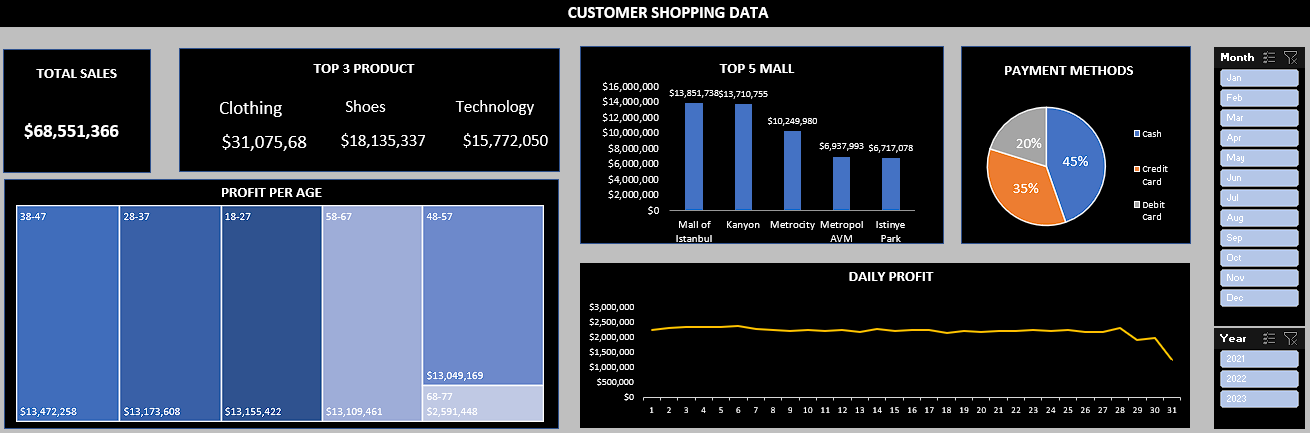 CUSTOMER SHOPPING DATA
TOTAL SALES
$68,551,366
TOP 3 PRODUCT
Clothing Shoes Technology
$31,075,68 $18,135,337 $15,772,050
PROFIT PER AGE
38-47 28-37 18-27 58-67 48-57
$13,049,169
68-77
$13,472,258 $13,173,608 $13,155,422 $13,109,461 $2,591,448
TOP 5 MALL
$16,000,000
$14,000,000
$12,000,000
$10,000,000
$8,000,000
$6,000,000
$4,000,000
$2,000,000
$0
$13,851,738 $13,710,755 $10,249,980 $6,937,993 $6,717,078
Mall of Kanyon Metrocity Metropol Istinye
Istanbul AVM Park
PAYMENT METHODS
20% 45% 35%
Cash
Credit
Card
Debit
Card
DAILY PROFIT
$3,000,000
$2,500,000
$2,000,000
$1,500,000
$1,000,000
$500,000
$0
1 2 3 4 5 6 7 8 9 10 11 12 13 14 15 16 17 18 19 20 21 22 23 24 25 26 27 28 29 30 31
Month
Jan
Feb
Mar
Apr
May
Jun
Jul
Aug
Sep
Oct
Nov
Dec
Year
2021
2022
2023